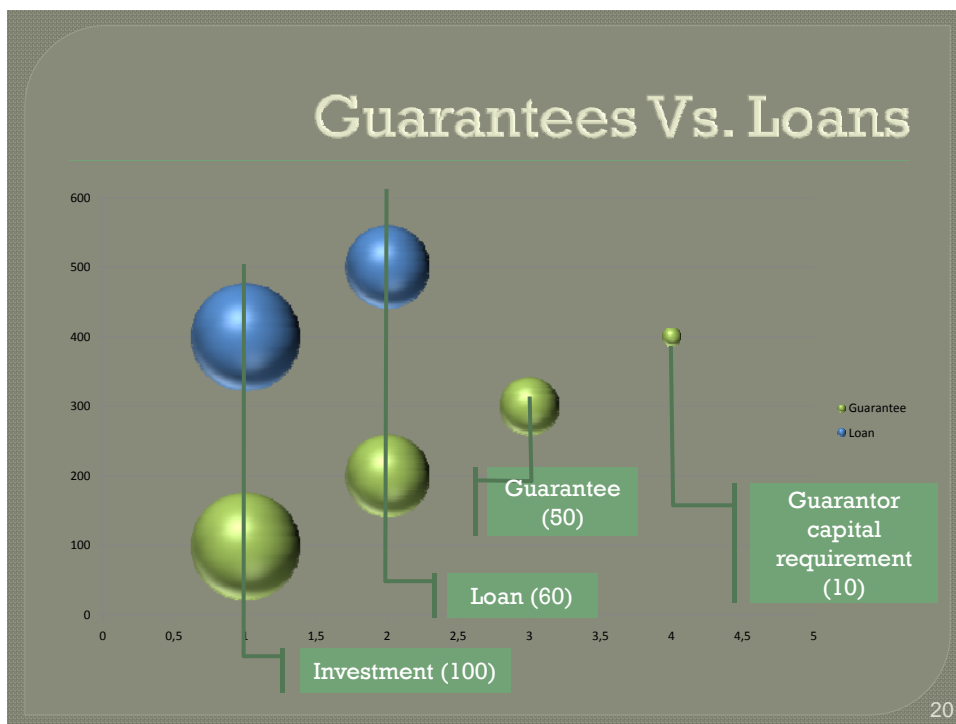 Guarantees Vs. Loans
600
500
400
300
200
100
0
0
0,5
1
1,5
2
2,5
3
3,5
4
4,5
5
Guarantee
Loan
Guarantee
(50)
Guarantor
capital
requirement
(10)
Loan (60)
Investment (100)
20